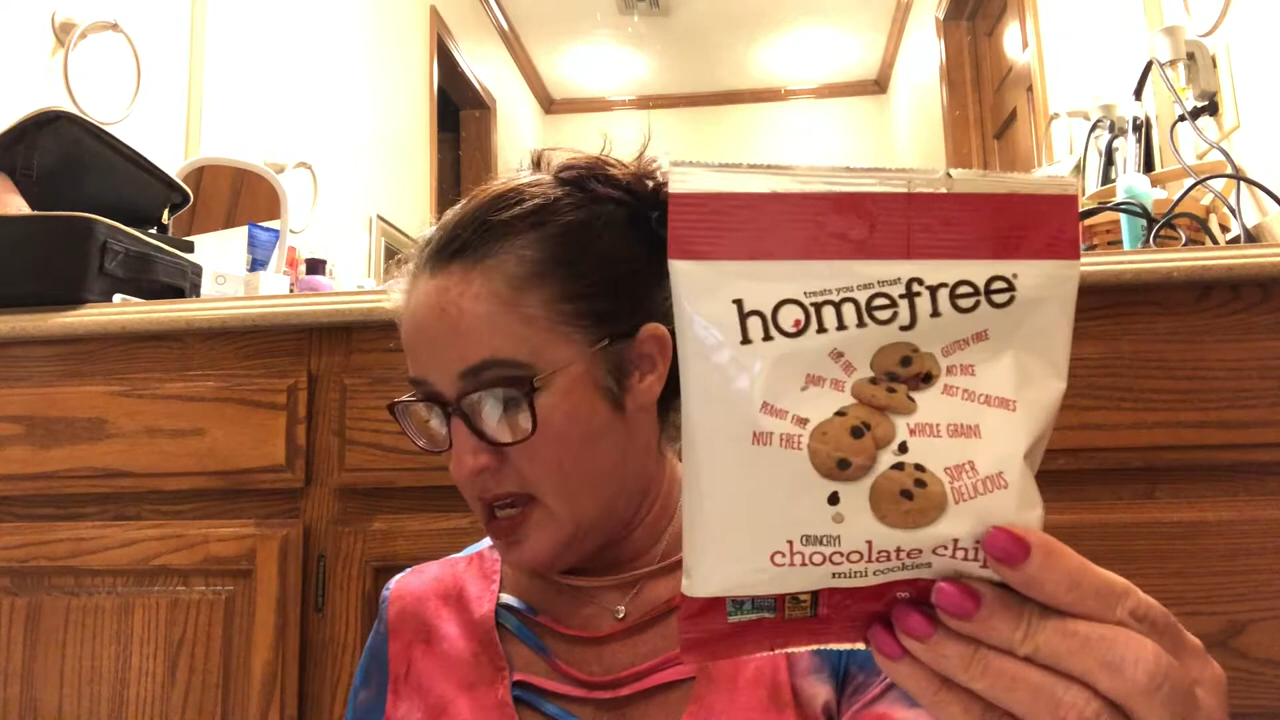 treats you can trust
homefree®
EGG FREE
DAIRY FREE
PEANUT FREE
NUT FREE
GLUTEN FREE
NO RICE
JUST 130 CALORIES
WHOLE GRAIN!
SUPER
DELICIOUS
CRUNCHY!
chocolate chip
mini cookies